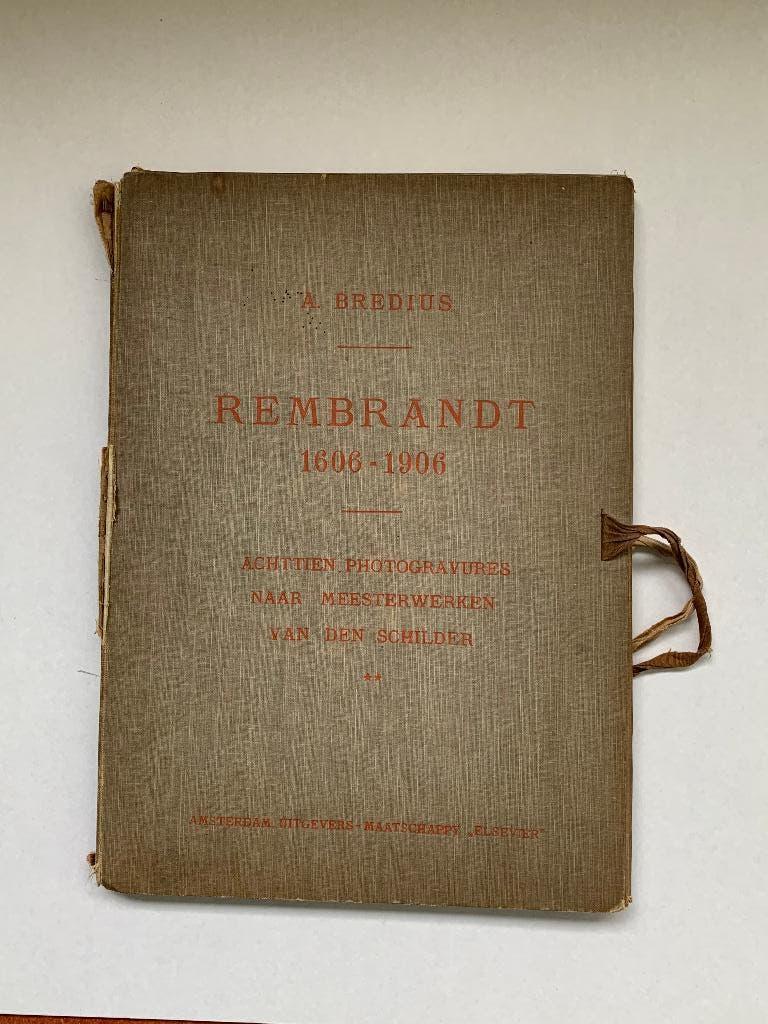 A. BREDIUS
REMBRANDT
1606-1906
ACHTTIEN PHOTOGRAVURES
NAAR MEESTERWERKEN
VAN DEN SCHILDER
**
AMSTERDAM. UITGEVERS-MAATSCHAPPY „ELSEVIER”